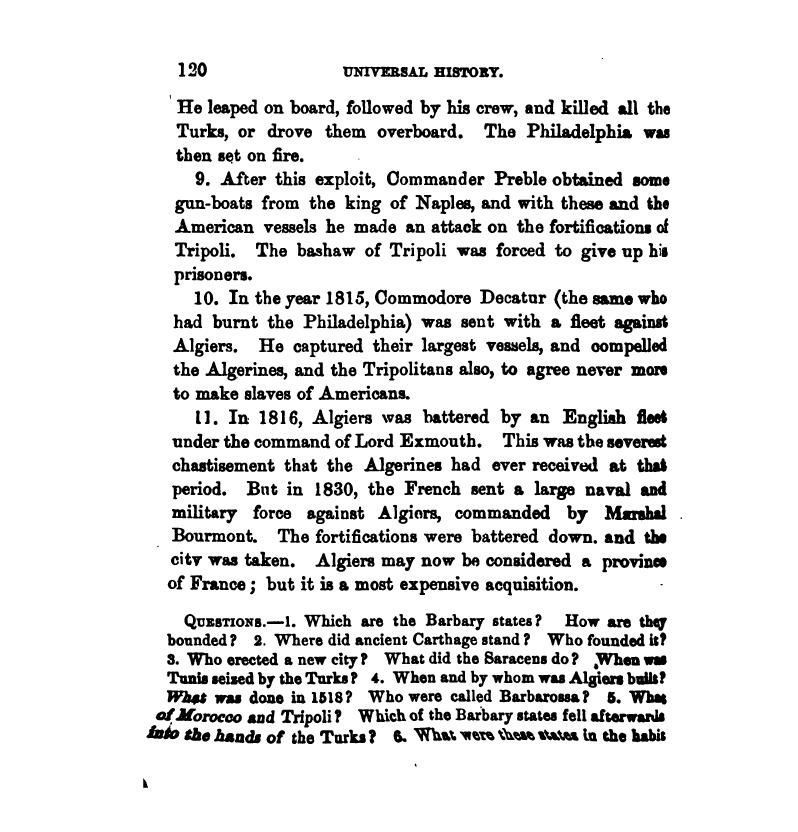 120 UNIVERSAL HISTORY.
He leaped on board, followed by his crew, and killed all the
Turks, or drove them overboard. The Philadelphia was
then set on fire.
9. After this exploit, Commander Preble obtained some
gun-boats from the king of Naples, and with these and the
American vessels he made an attack on the fortifications of
Tripoli. The bashaw of Tripoli was forced to give up his
prisoners.
10. In the year 1815, Commodore Decatur (the same who
had burnt the Philadelphia) was sent with a fleet against
Algiers. He captured their largest vessels, and compelled
the Algerines, and the Tripolitans also, to agree never more
to make slaves of Americans.
11. In 1816, Algiers was battered by an English fleet
under the command of Lord Exmouth. This was the severest
chastisement that the Algerines had ever received at that
period. But in 1830, the French sent a large naval and
military force against Algiers, commanded by Marshal
Bourmont. The fortifications were battered down. and the
city was taken. Algiers may now be considered a province
of France; but it is a most expensive acquisition.
QUESTIONS.—1. Which are the Barbary states? How are they
bounded? 2. Where did ancient Carthage stand? Who founded it?
3. Who erected a new city? What did the Saracens do? When was
Tunis seized by the Turks? 4. When and by whom was Algiers built?
What was done in 1518? Who were called Barbarossa? 5. What
of Morocco and Tripoli? Which of the Barbary states fell afterwards
into the hands of the Turks? 6. What were these states in the habit